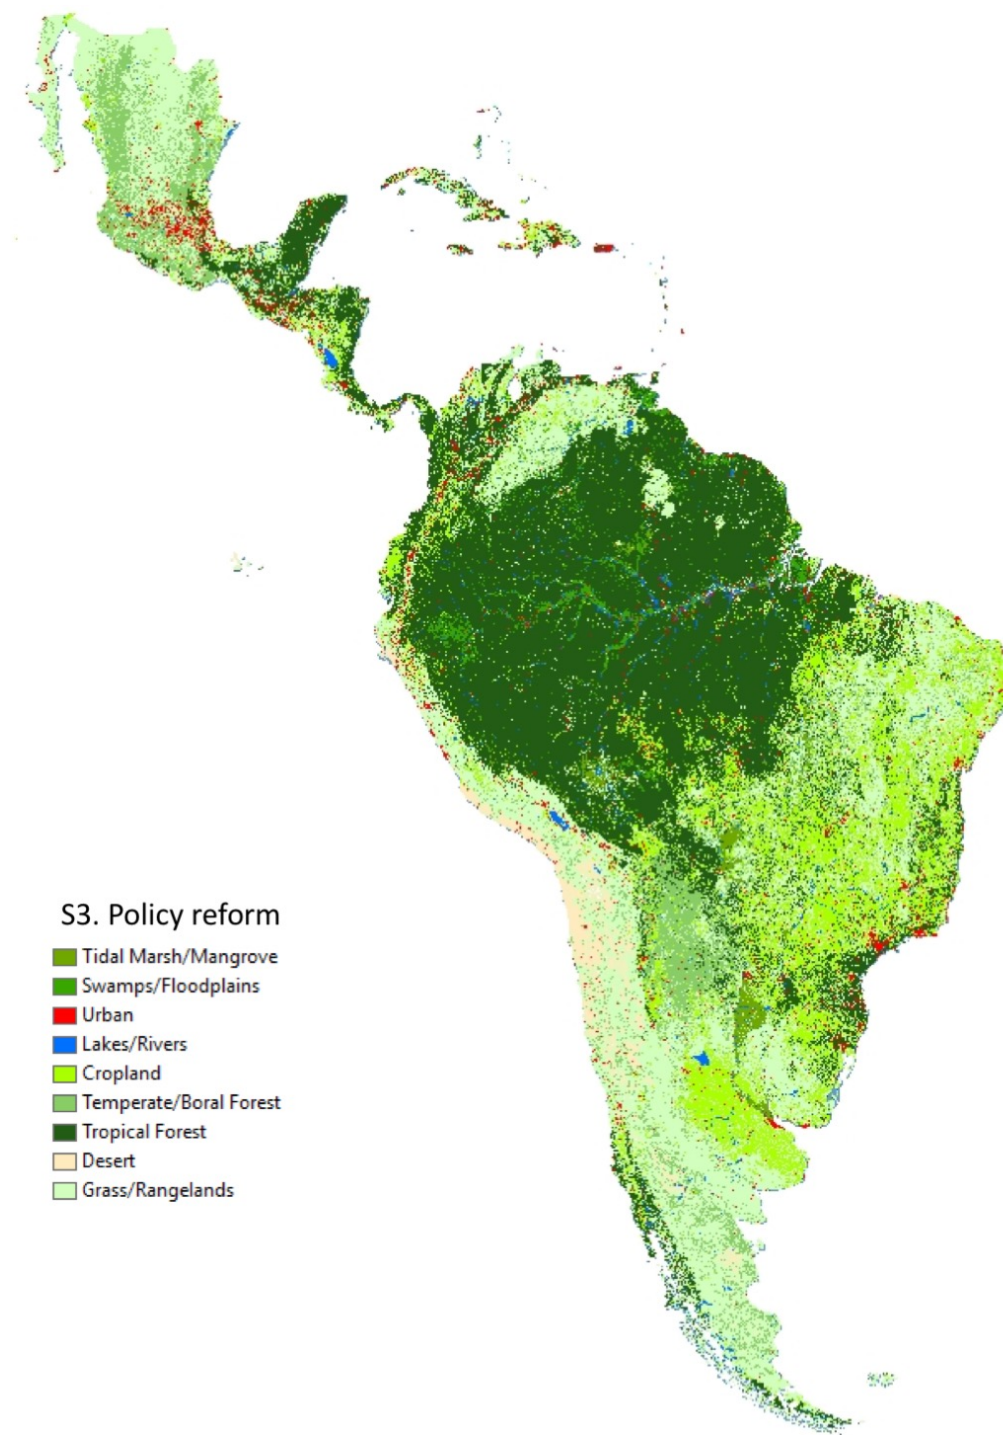 S3. Policy reform
Tidal Marsh/Mangrove
Swamps/Floodplains
Urban
Lakes/Rivers
Cropland
Temperate/Boral Forest
Tropical Forest
Desert
Grass/Rangelands